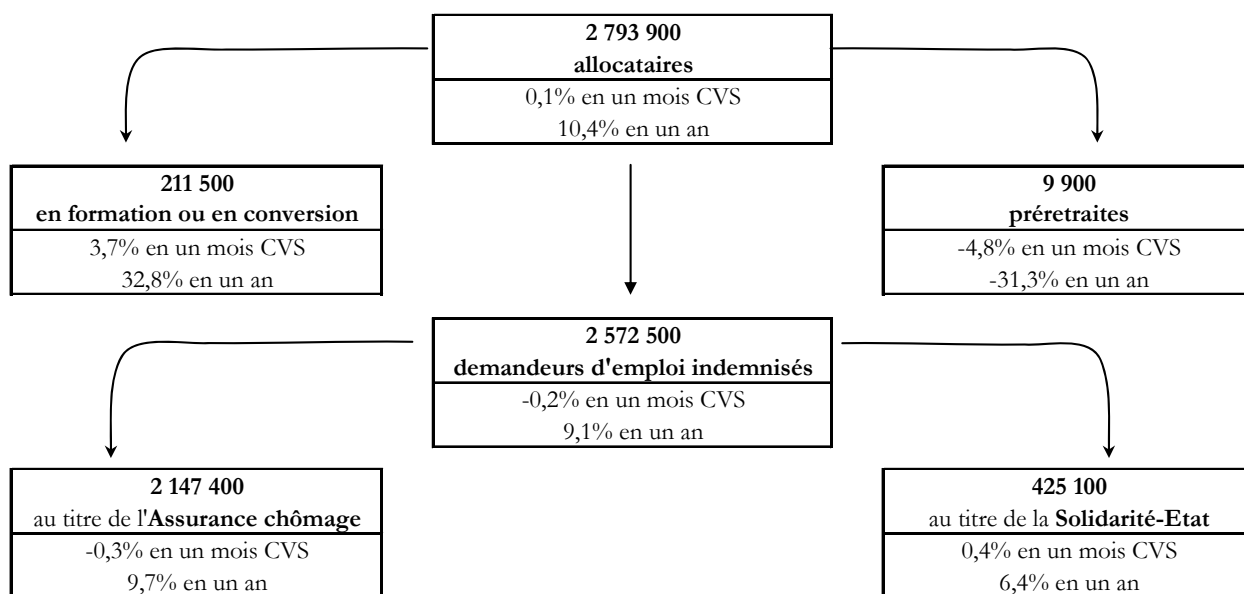 2 793 900
allocataires
0,1% en un mois CVS
10,4% en un an
211 500
en formation ou en conversion
3,7% en un mois CVS
32,8% en un an
9 900
préretraites
-4,8% en un mois CVS
-31,3% en un an
2 572 500
demandeurs d'emploi indemnisés
-0,2% en un mois CVS
9,1% en un an
2 147 400
au titre de l'Assurance chômage
-0,3% en un mois CVS
9,7% en un an
425 100
au titre de la Solidarité-Etat
0,4% en un mois CVS
6,4% en un an